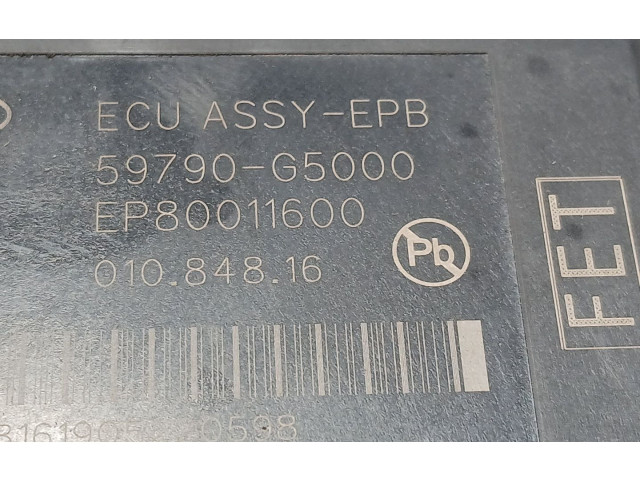 ECU ASSY-EPB
59790-G5000
EP80011600
010.848.16
Pb
FET